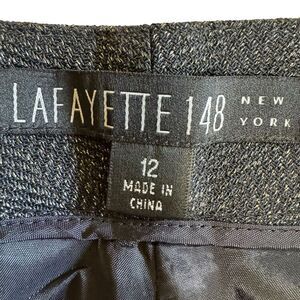 LAFAYETTE 148 NEW YORK
12
MADE IN
CHINA